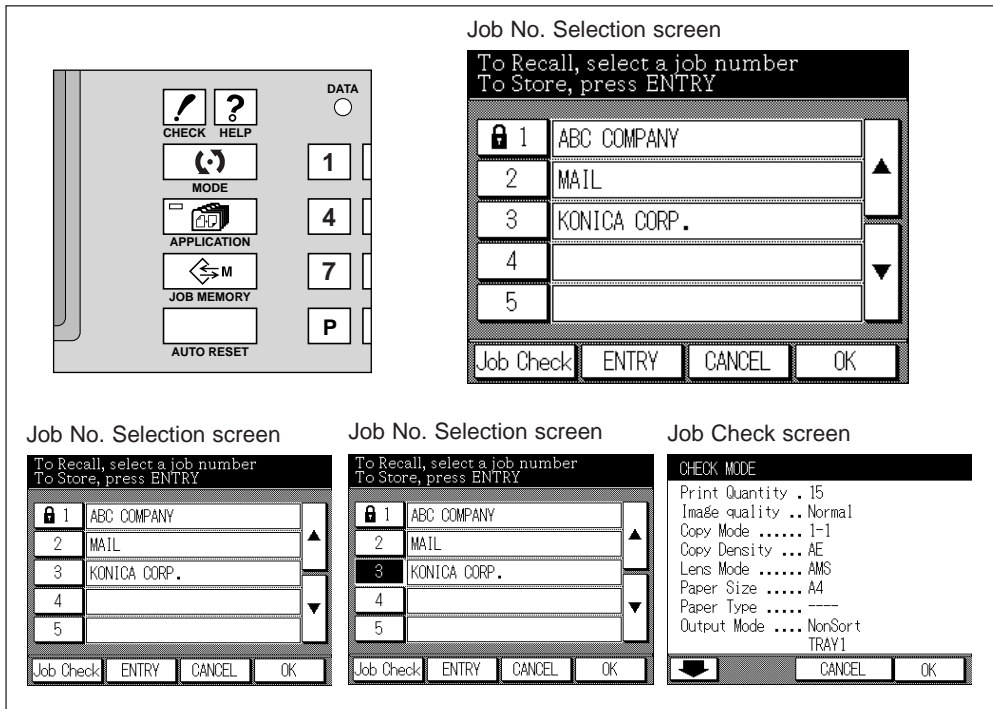 Job No. Selection screen
To Recall, select a job number
To Store, press ENTRY
1 ABC COMPANY
2 MAIL
3 KONICA CORP.
4
5
Job Check ENTRY CANCEL OK
DATA
CHECK HELP
MODE
1
APPLICATION
4
M
JOB MEMORY
7
AUTO RESET
P
Job No. Selection screen
To Recall, select a job number
To Store, press ENTRY
1 ABC COMPANY
2 MAIL
3 KONICA CORP.
4
5
Job Check ENTRY CANCEL OK
Job No. Selection screen
To Recall, select a job number
To Store, press ENTRY
1 ABC COMPANY
2 MAIL
3 KONICA CORP.
4
5
Job Check ENTRY CANCEL OK
Job Check screen
CHECK MODE
Print Quantity . 15
Image quality .. Normal
Copy Mode ...... 1-1
Copy Density ... AE
Lens Mode ...... AMS
Paper Size ..... A4
Paper Type ..... ----
Output Mode .... NonSort
TRAY1
CANCEL OK